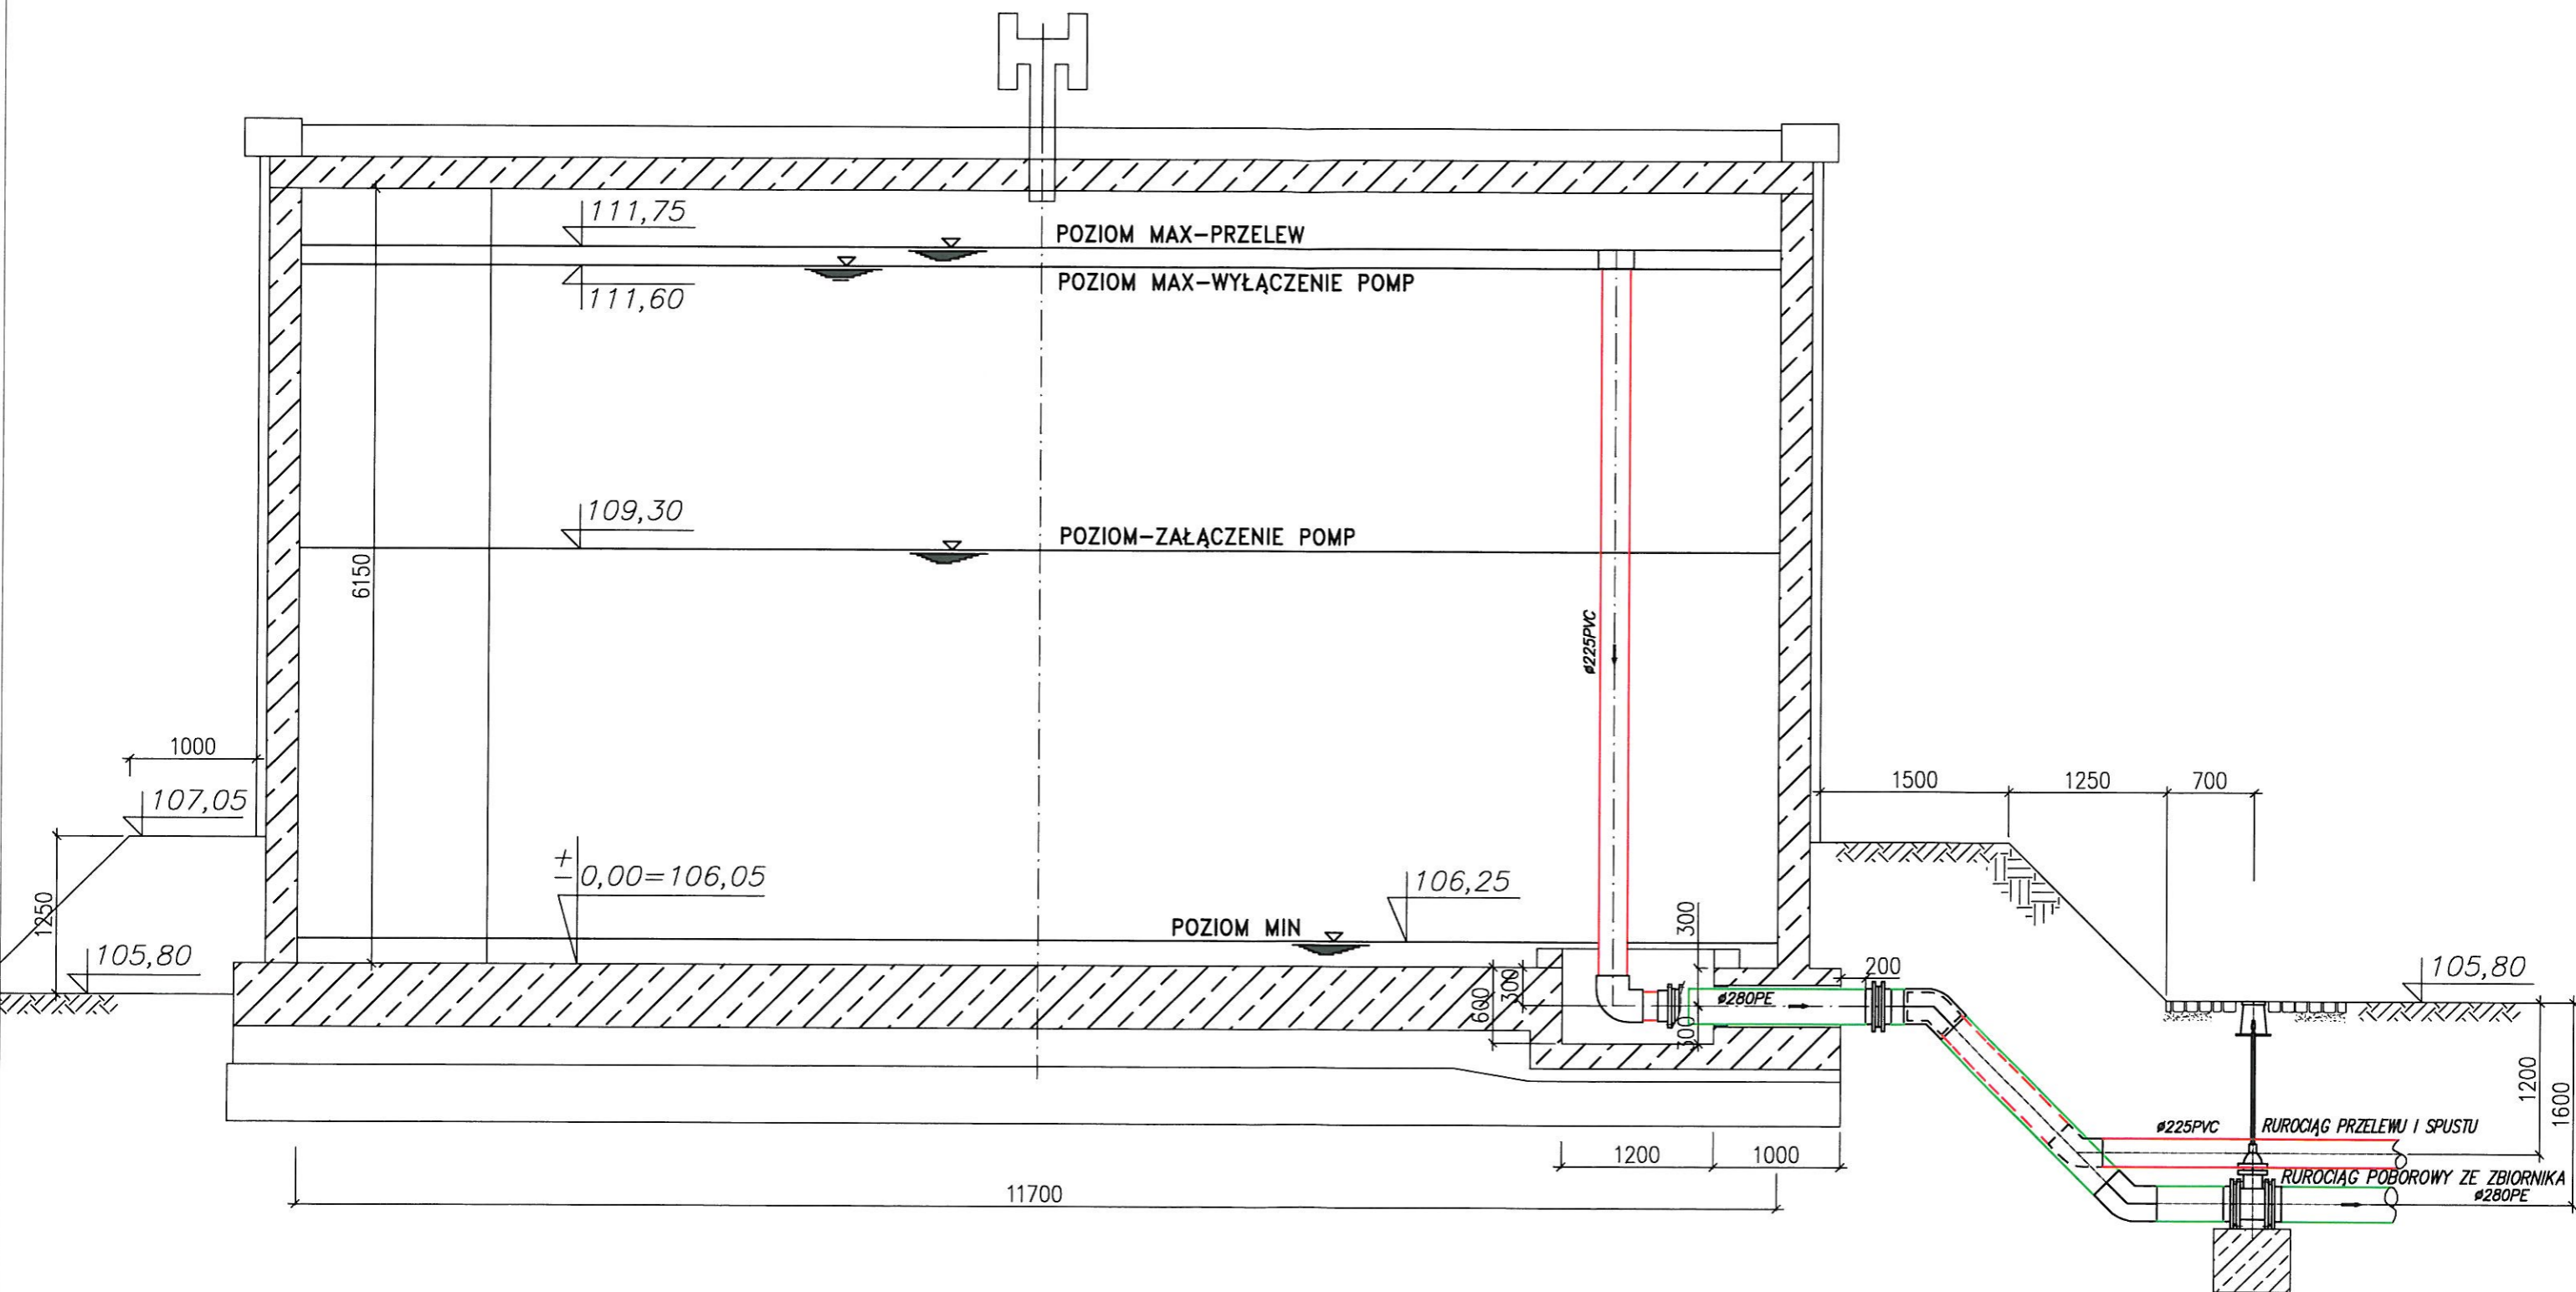 111,75
POZIOM MAX-PRZELEW
POZIOM MAX-WYŁĄCZENIE POMP
111,60
109,30
POZIOM-ZAŁĄCZENIE POMP
6150
ø225PVC
1000
1500
1250
700
107,05
±0,00=106,05
106,25
POZIOM MIN
300
1250
105,80
200
105,80
600
300
ø280PE
300
1200
1600
ø225PVC
RUROCIĄG PRZELEWU I SPUSTU
1200
1000
RUROCIĄG POBOROWY ZE ZBIORNIKA
ø280PE
11700